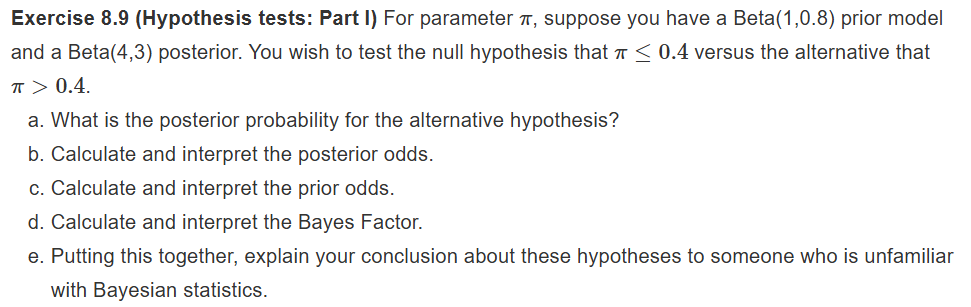 Exercise 8.9 (Hypothesis tests: Part I) For parameter π, suppose you have a Beta(1,0.8) prior model
and a Beta(4,3) posterior. You wish to test the null hypothesis that π ≤ 0.4 versus the alternative that
π > 0.4.
a. What is the posterior probability for the alternative hypothesis?
b. Calculate and interpret the posterior odds.
c. Calculate and interpret the prior odds.
d. Calculate and interpret the Bayes Factor.
e. Putting this together, explain your conclusion about these hypotheses to someone who is unfamiliar
with Bayesian statistics.